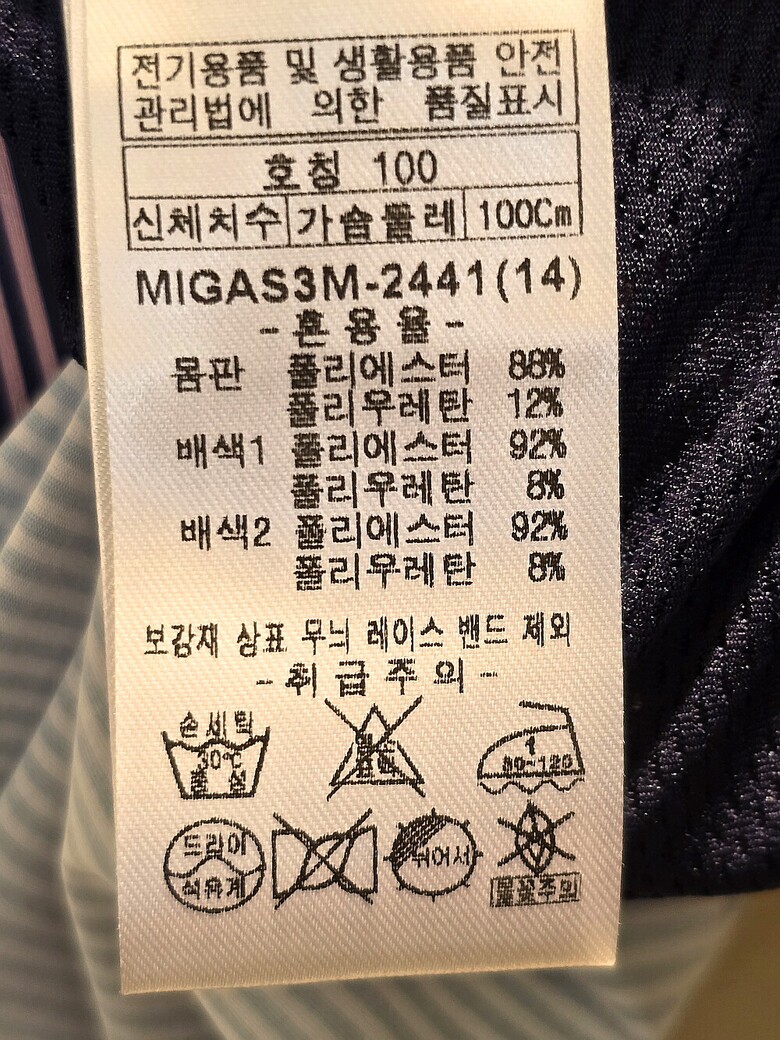 전기용품 및 생활용품 안전
관리법에 의한 품질표시
호칭 100
신체치수 가슴둘레 100Cm
MIGAS3M-2441(14)
-혼용율-
몸판 폴리에스터 88%
폴리우레탄 12%
배색1 폴리에스터 92%
폴리우레탄 8%
배색2 폴리에스터 92%
폴리우레탄 8%
보강재 상표 무늬 레이스 밴드 제외
-취급주의-
손세탁
30℃
중성
1
80~120
드라이
석유계
뉘어서
물꽃주의